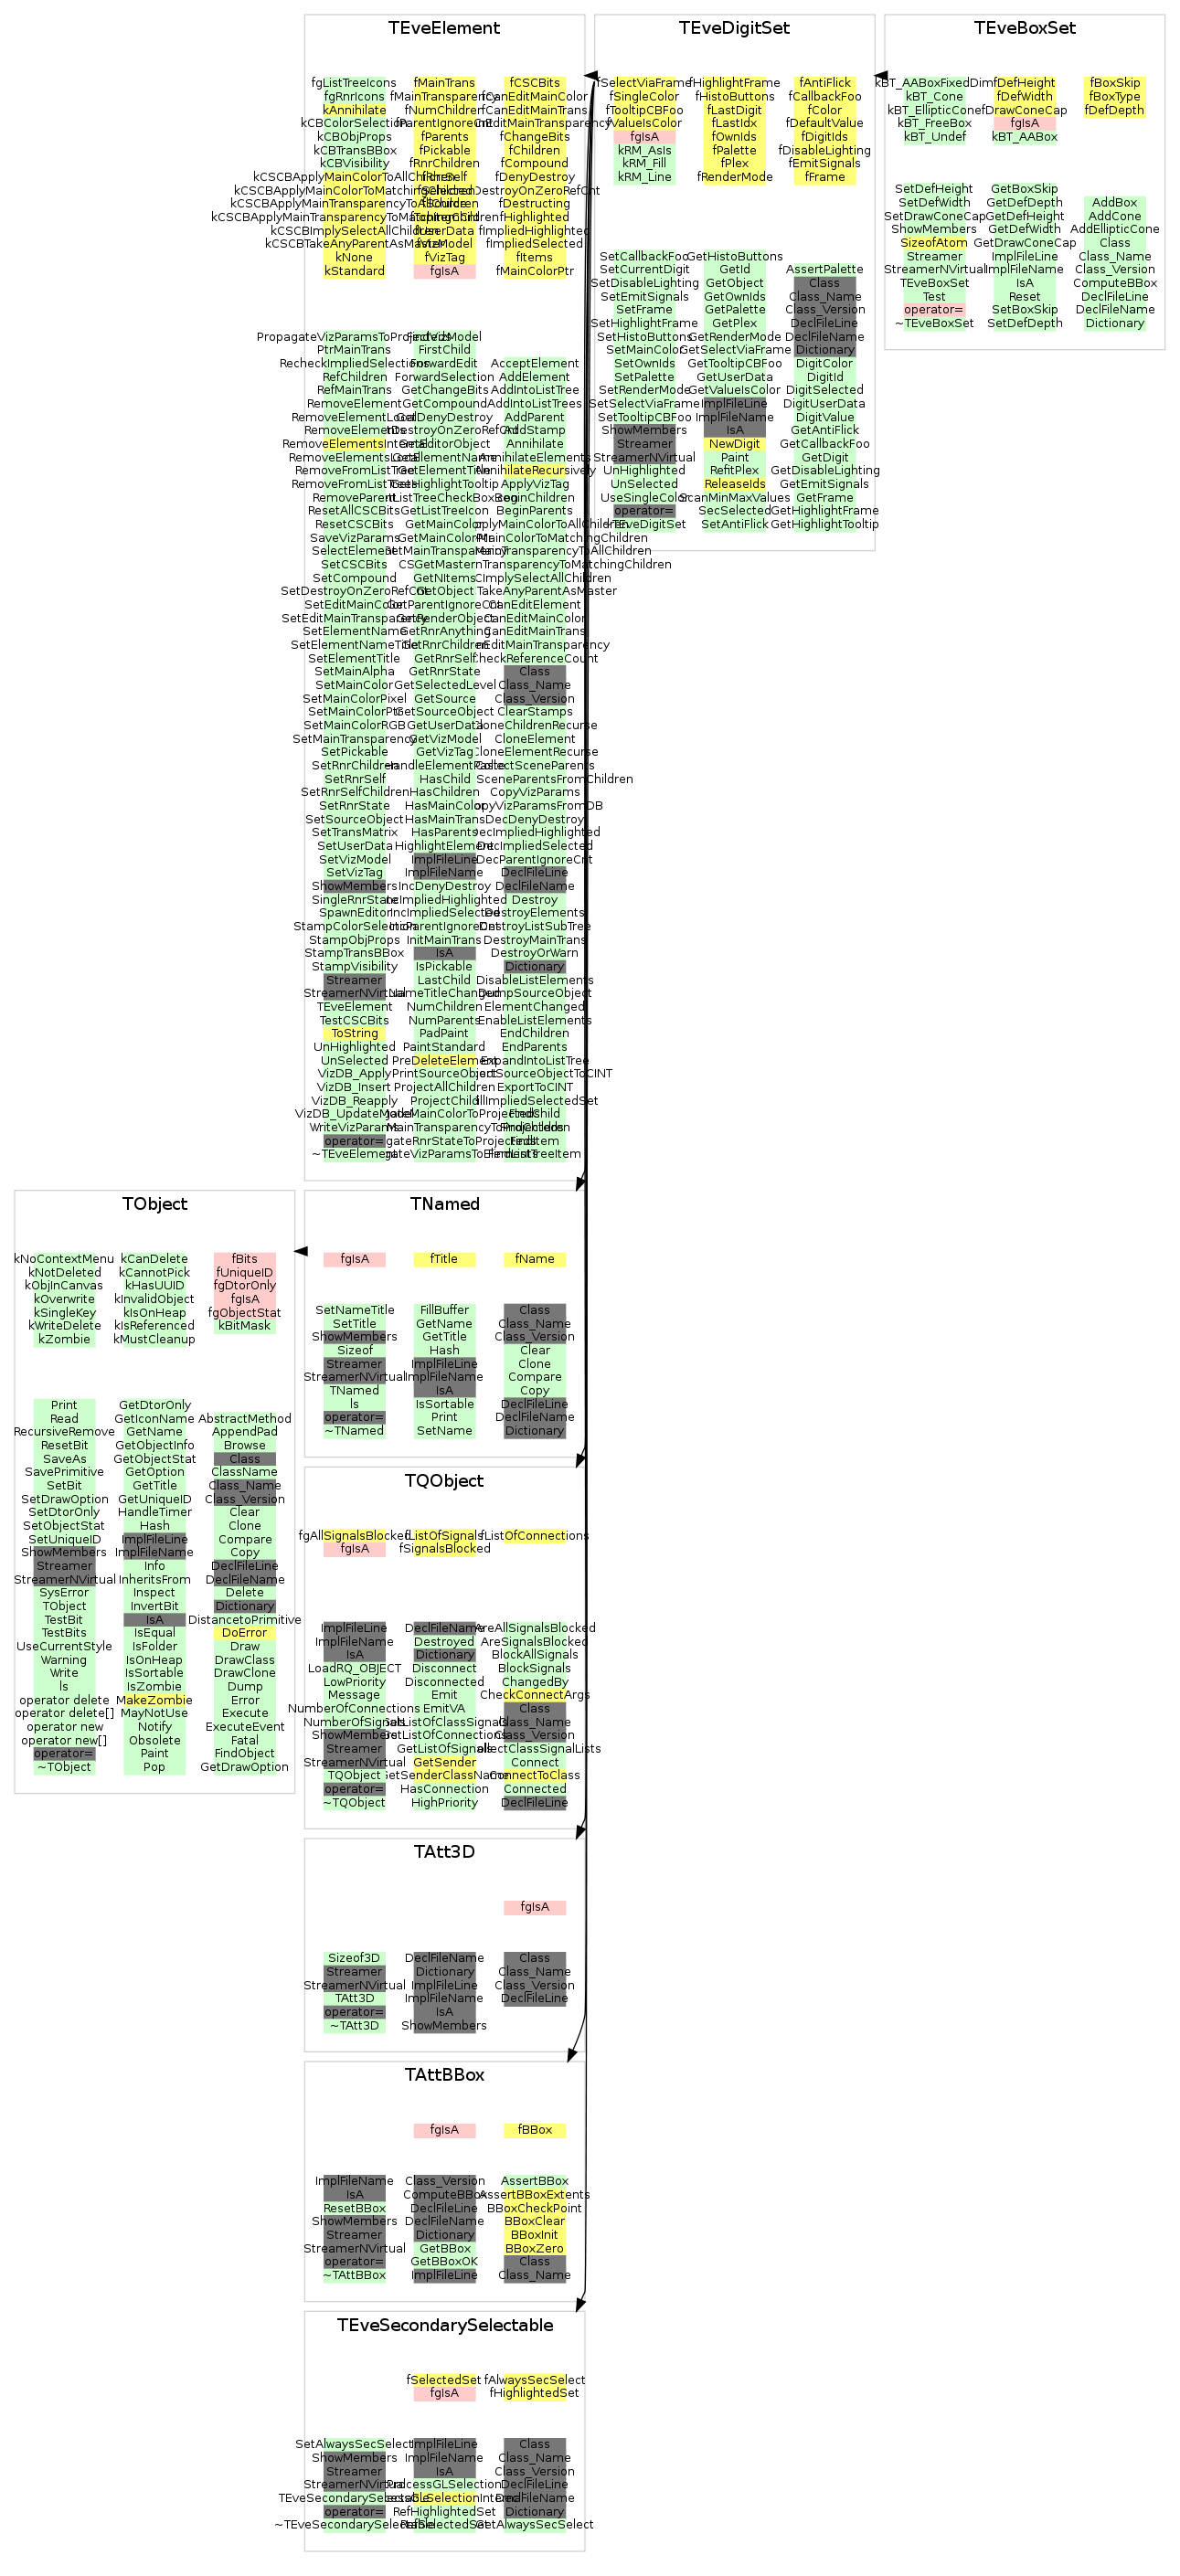 TEveElement
fgListTreeIcons
fgRnrIcons
kAnnihilate
kCBColorSelection
kCBObjProps
kCBTransBBox
kCBVisibility
kCSCBApplyMainColorToAllChildren
kCSCBApplyMainColorToMatchingChildren
kCSCBApplyMainTransparencyToAllChildren
kCSCBApplyMainTransparencyToMatchingChildren
kCSCBImplySelectAllChildren
kCSCBTakeAnyParentAsMaster
kNone
kStandard
fMainTrans
fMainTransparency
fNumChildren
fParentIgnoreCnt
fParents
fPickable
fRnrChildren
fRnrSelf
fSelected
fSource
fUserData
fVizModel
fVizTag
fgIsA
fCSCBits
fCanEditMainColor
fCanEditMainTrans
fChangeBits
fChildren
fCompound
fDenyDestroy
fDestructing
fHighlighted
fImpliedHighlighted
fImpliedSelected
fItems
fMainColorPtr
PropagateVizParamsToProjecteds
PtrMainTrans
RecheckImpliedSelections
RefChildren
RefMainTrans
RemoveElement
RemoveElementLocal
RemoveElements
RemoveElementsInternal
RemoveElementsLocal
RemoveFromListTree
RemoveFromListTrees
RemoveParent
ResetAllCSCBits
ResetCSCBits
SaveVizParams
SelectElement
SetCSCBits
SetCompound
SetDestroyOnZeroRefCnt
SetEditMainColor
SetEditMainTransparency
SetElementName
SetElementNameTitle
SetElementTitle
SetMainAlpha
SetMainColor
SetMainColorPixel
SetMainColorPtr
SetMainColorRGB
SetMainTransparency
SetPickable
SetRnrChildren
SetRnrSelf
SetRnrSelfChildren
SetRnrState
SetSourceObject
SetTransMatrix
SetUserData
SetVizModel
SetVizTag
ShowMembers
SingleRnrState
SpawnEditor
StampColorSelection
StampObjProps
StampTransBBox
StampVisibility
Streamer
StreamerNVirtual
TEveElement
TestCSCBits
ToString
UnHighlighted
UnSelected
VizDB_Apply
VizDB_Insert
VizDB_Reapply
VizDB_UpdateModel
WriteVizParams
operator=
~TEveElement
FindVizModel
FirstChild
ForwardEdit
ForwardSelection
GetChangeBits
GetCompound
GetDenyDestroy
GetEditorObject
GetElementName
GetElementTitle
GetHighlightTooltip
GetListTreeIcon
GetMainColor
GetMainColorPtr
GetMainTransparency
GetNItems
GetObject
GetParentIgnoreCnt
GetRenderObject
GetRnrAnything
GetRnrChildren
GetRnrSelf
GetRnrState
GetSelectedLevel
GetSource
GetSourceObject
GetUserData
GetVizModel
GetVizTag
HandleElementPaste
HasChild
HasChildren
HasMainColor
HasMainTrans
HasParents
HighlightElement
ImplFileLine
ImplFileName
IncDenyDestroy
IncImpliedSelected
InitMainTrans
IsA
IsPickable
LastChild
NameTitleChanged
NumChildren
NumParents
PadPaint
PaintStandard
PreDeleteElement
PrintSourceObject
ProjectAllChildren
ProjectChild
AcceptElement
AddElement
AddIntoListTree
AddIntoListTrees
AddParent
AddStamp
Annihilate
AnnihilateElements
AnnihilateRecursively
ApplyVizTag
BeginChildren
BeginParents
CanEditElement
CanEditMainColor
CanEditMainTrans
Class
Class_Name
Class_Version
ClearStamps
CloneChildrenRecurse
CloneElement
CloneElementRecurse
CollectSceneParents
CopyVizParams
DecDenyDestroy
DecImpliedSelected
DecParentIgnoreCnt
DeclFileLine
DeclFileName
Destroy
DestroyElements
DestroyListSubTree
DestroyMainTrans
DestroyOrWarn
Dictionary
DisableListElements
DumpSourceObject
ElementChanged
EnableListElements
EndChildren
EndParents
ExpandIntoListTree
ExportToCINT
FindChild
FindItem
FindListTreeItem
TEveDigitSet
fSelectViaFrame
fSingleColor
fTooltipCBFoo
fValueIsColor
fgIsA
kRM_AsIs
kRM_Fill
kRM_Line
fHighlightFrame
fHistoButtons
fLastDigit
fLastIdx
fOwnIds
fPalette
fPlex
fRenderMode
fAntiFlick
fCallbackFoo
fColor
fDefaultValue
fDigitIds
fDisableLighting
fEmitSignals
fFrame
SetCallbackFoo
SetCurrentDigit
SetDisableLighting
SetEmitSignals
SetFrame
SetHighlightFrame
SetHistoButtons
SetMainColor
SetOwnIds
SetPalette
SetRenderMode
SetSelectViaFrame
SetTooltipCBFoo
ShowMembers
Streamer
StreamerNVirtual
UnHighlighted
UnSelected
UseSingleColor
operator=
~TEveDigitSet
GetHistoButtons
GetId
GetObject
GetOwnIds
GetPalette
GetPlex
GetRenderMode
GetSelectViaFrame
GetTooltipCBFoo
GetUserData
GetValueIsColor
ImplFileLine
ImplFileName
IsA
NewDigit
Paint
RefitPlex
ReleaseIds
ScanMinMaxValues
SecSelected
SetAntiFlick
AssertPalette
Class
Class_Name
Class_Version
DeclFileLine
DeclFileName
Dictionary
DigitColor
DigitId
DigitSelected
DigitUserData
DigitValue
GetAntiFlick
GetCallbackFoo
GetDigit
GetDisableLighting
GetEmitSignals
GetFrame
GetHighlightFrame
GetHighlightTooltip
TEveBoxSet
kBT_AABoxFixedDim
kBT_Cone
kBT_EllipticCone
kBT_FreeBox
kBT_Undef
fDefHeight
fDefWidth
fDrawConeCap
fgIsA
kBT_AABox
fBoxSkip
fBoxType
fDefDepth
SetDefHeight
SetDefWidth
SetDrawConeCap
ShowMembers
SizeofAtom
Streamer
StreamerNVirtual
TEveBoxSet
Test
operator=
~TEveBoxSet
GetBoxSkip
GetDefDepth
GetDefHeight
GetDefWidth
GetDrawConeCap
ImplFileLine
ImplFileName
IsA
Reset
SetBoxSkip
SetDefDepth
AddBox
AddCone
AddEllipticCone
Class
Class_Name
Class_Version
ComputeBBox
DeclFileLine
DeclFileName
Dictionary
TObject
kNoContextMenu
kNotDeleted
kObjInCanvas
kOverwrite
kSingleKey
kWriteDelete
kZombie
kCanDelete
kCannotPick
kHasUUID
kInvalidObject
kIsOnHeap
kIsReferenced
kMustCleanup
fBits
fUniqueID
fgDtorOnly
fgIsA
fgObjectStat
kBitMask
Print
Read
RecursiveRemove
ResetBit
SaveAs
SavePrimitive
SetBit
SetDrawOption
SetDtorOnly
SetObjectStat
SetUniqueID
ShowMembers
Streamer
StreamerNVirtual
SysError
TObject
TestBit
TestBits
UseCurrentStyle
Warning
Write
ls
operator delete
operator delete[]
operator new
operator new[]
operator=
~TObject
GetDtorOnly
GetIconName
GetName
GetObjectInfo
GetObjectStat
GetOption
GetTitle
GetUniqueID
HandleTimer
Hash
ImplFileLine
ImplFileName
Info
InheritsFrom
Inspect
InvertBit
IsA
IsEqual
IsFolder
IsOnHeap
IsSortable
IsZombie
MakeZombie
MayNotUse
Notify
Obsolete
Paint
Pop
AbstractMethod
AppendPad
Browse
Class
ClassName
Class_Name
Class_Version
Clear
Clone
Compare
Copy
DeclFileLine
DeclFileName
Delete
Dictionary
DistancetoPrimitive
DoError
Draw
DrawClass
DrawClone
Dump
Error
Execute
ExecuteEvent
Fatal
FindObject
GetDrawOption
TNamed
fgIsA
fTitle
fName
SetNameTitle
SetTitle
ShowMembers
Sizeof
Streamer
StreamerNVirtual
TNamed
ls
operator=
~TNamed
FillBuffer
GetName
GetTitle
Hash
ImplFileLine
ImplFileName
IsA
IsSortable
Print
SetName
Class
Class_Name
Class_Version
Clear
Clone
Compare
Copy
DeclFileLine
DeclFileName
Dictionary
TQObject
fgAllSignalsBlocked
fgIsA
fListOfSignals
fSignalsBlocked
fListOfConnections
ImplFileLine
ImplFileName
IsA
LoadRQ_OBJECT
LowPriority
Message
NumberOfConnections
NumberOfSignals
ShowMembers
Streamer
StreamerNVirtual
TQObject
operator=
~TQObject
DeclFileName
Destroyed
Dictionary
Disconnect
Disconnected
Emit
EmitVA
GetListOfClassSignals
GetListOfConnections
GetListOfSignals
GetSender
GetSenderClassName
HasConnection
HighPriority
AreAllSignalsBlocked
AreSignalsBlocked
BlockAllSignals
BlockSignals
ChangedBy
CheckConnectArgs
Class
Class_Name
Class_Version
CollectClassSignalLists
Connect
ConnectToClass
Connected
DeclFileLine
TAtt3D
fgIsA
Sizeof3D
Streamer
StreamerNVirtual
TAtt3D
operator=
~TAtt3D
DeclFileName
Dictionary
ImplFileLine
ImplFileName
IsA
ShowMembers
Class
Class_Name
Class_Version
DeclFileLine
TAttBBox
fgIsA
fBBox
ImplFileName
IsA
ResetBBox
ShowMembers
Streamer
StreamerNVirtual
operator=
~TAttBBox
Class_Version
ComputeBBox
DeclFileLine
DeclFileName
Dictionary
GetBBox
GetBBoxOK
ImplFileLine
AssertBBox
AssertBBoxExtents
BBoxCheckPoint
BBoxClear
BBoxInit
BBoxZero
Class
Class_Name
TEveSecondarySelectable
fSelectedSet
fgIsA
fAlwaysSecSelect
fHighlightedSet
SetAlwaysSecSelect
ShowMembers
Streamer
StreamerNVirtual
TEveSecondarySelectable
operator=
~TEveSecondarySelectable
ImplFileLine
ImplFileName
IsA
ProcessGLSelection
RefHighlightedSet
RefSelectedSet
Class
Class_Name
Class_Version
DeclFileLine
DeclFileName
Dictionary
GetAlwaysSecSelect